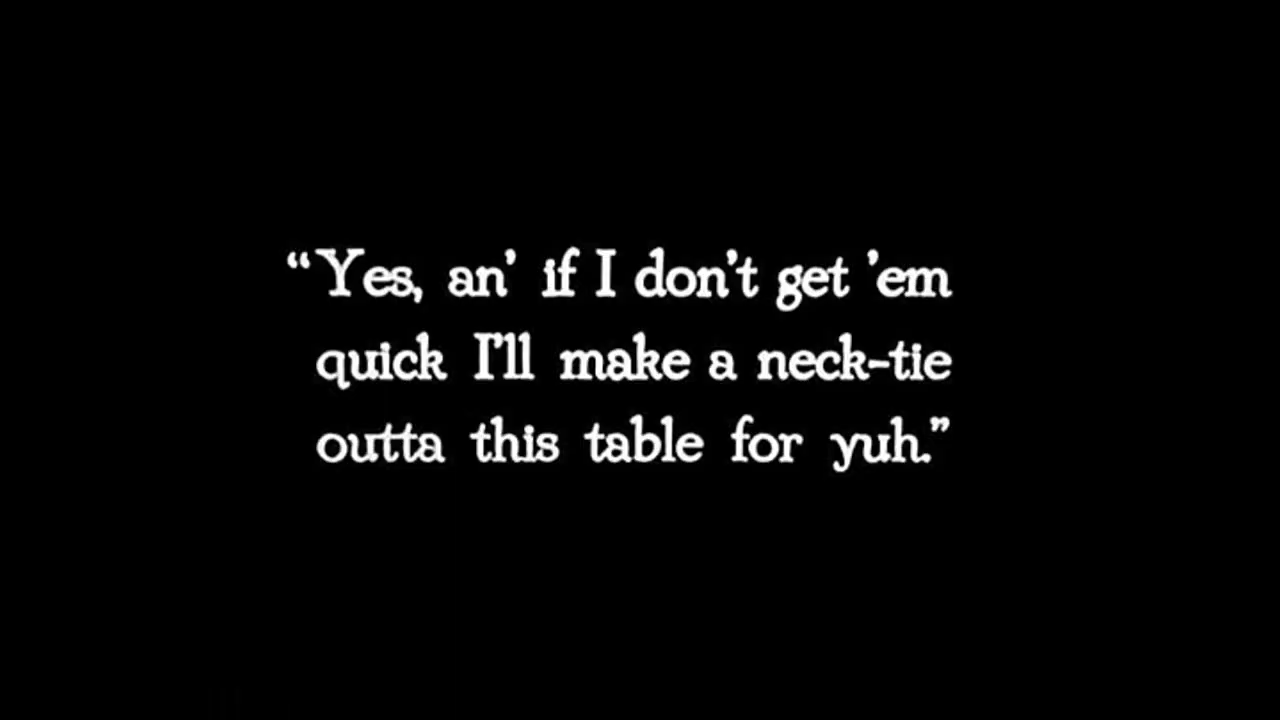 “Yes, an’ if I don’t get ’em
quick I’ll make a neck-tie
outta this table for yuh.”